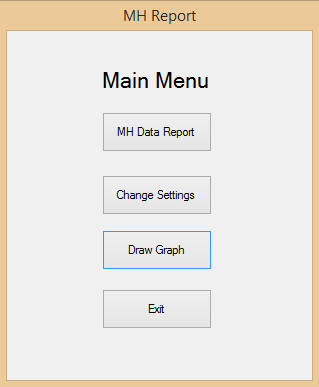 MH Report
Main Menu
MH Data Report
Change Settings
Draw Graph
Exit